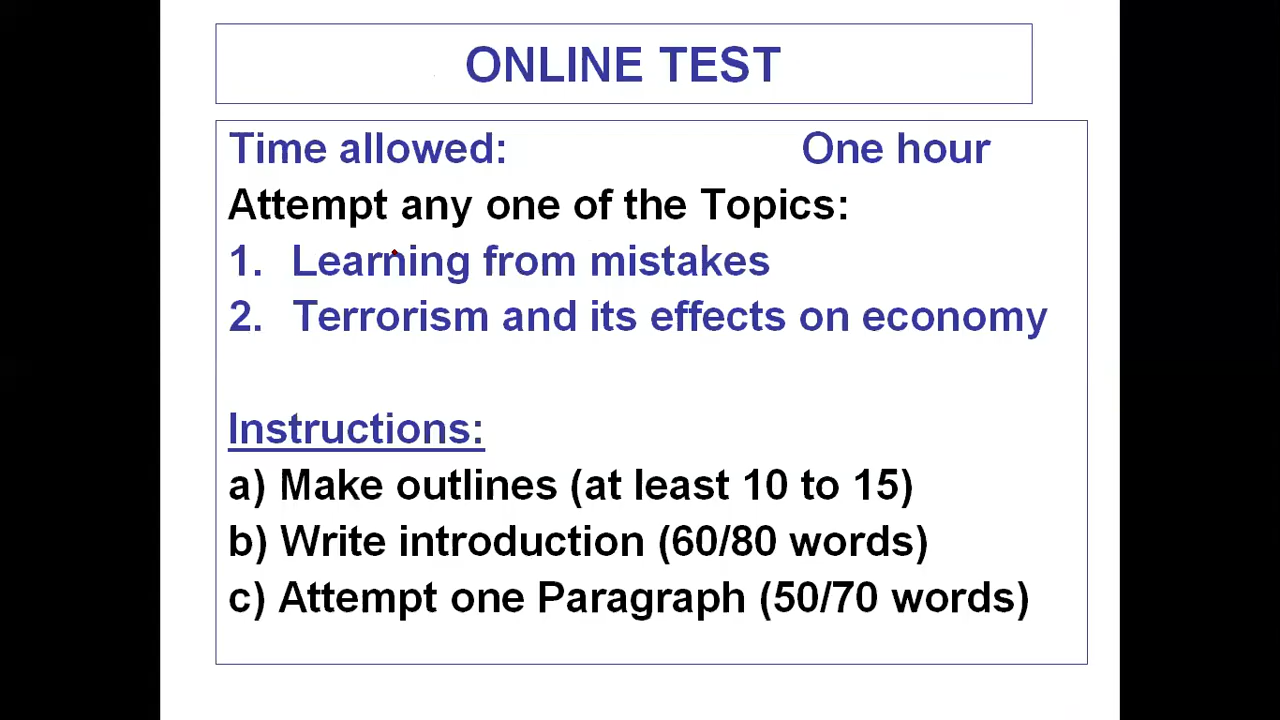 ONLINE TEST
Time allowed: One hour
Attempt any one of the Topics:
1. Learning from mistakes
2. Terrorism and its effects on economy
Instructions:
a) Make outlines (at least 10 to 15)
b) Write introduction (60/80 words)
c) Attempt one Paragraph (50/70 words)